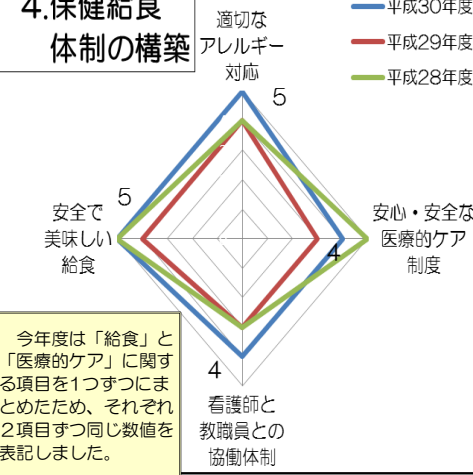 4.保健給食
体制の構築
適切な
アレルギー
対応
平成30年度
平成29年度
平成28年度
5
5
安全で
美味しい
給食
安心・安全な
医療的ケア
制度
4
4
看護師と
教職員との
協働体制
今年度は「給食」と
「医療的ケア」に関す
る項目を1つずつにま
とめたため、それぞれ
２項目ずつ同じ数値を
表記しました。